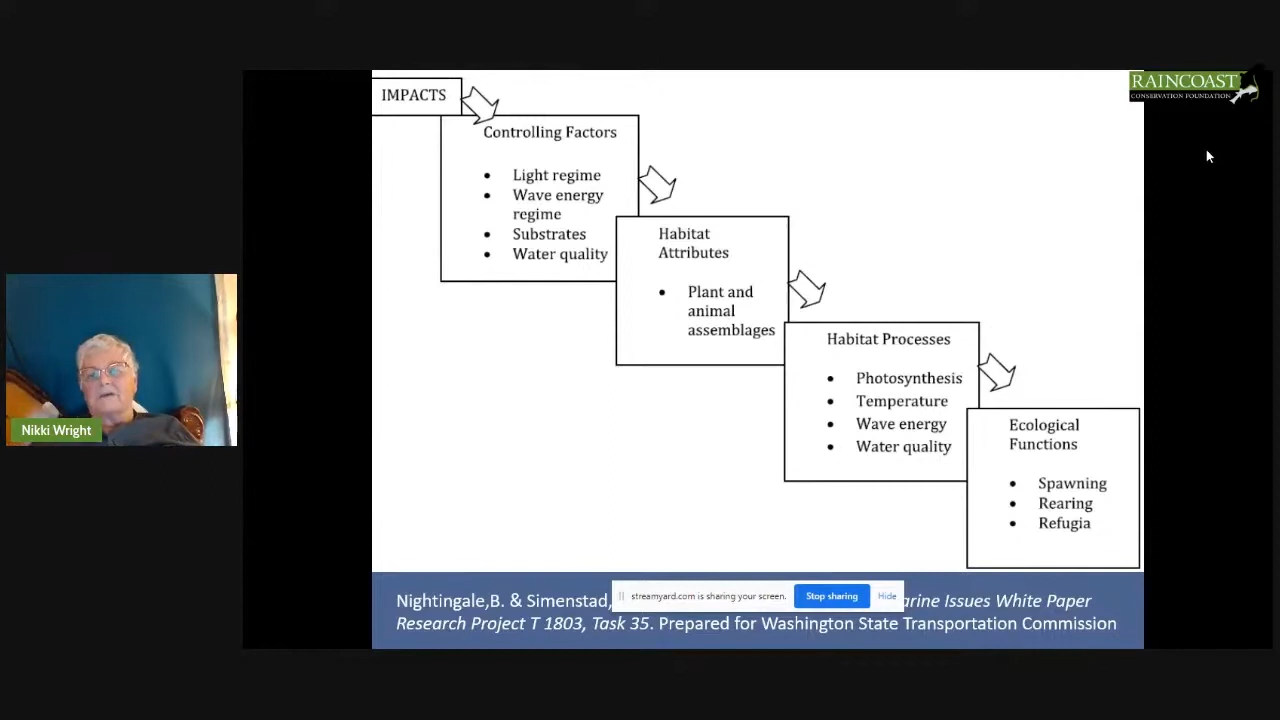 RAINCOAST
CONSERVATION FOUNDATION
IMPACTS
Controlling Factors
• Light regime
• Wave energy
regime
• Substrates
• Water quality
Habitat
Attributes
• Plant and
animal
assemblages
Habitat Processes
• Photosynthesis
• Temperature
• Wave energy
• Water quality
Ecological
Functions
• Spawning
• Rearing
• Refugia
Nikki Wright
Nightingale,B. & Simenstad, arine Issues White Paper
streamyard.com is sharing your screen. Stop sharing Hide
Research Project T 1803, Task 35. Prepared for Washington State Transportation Commission